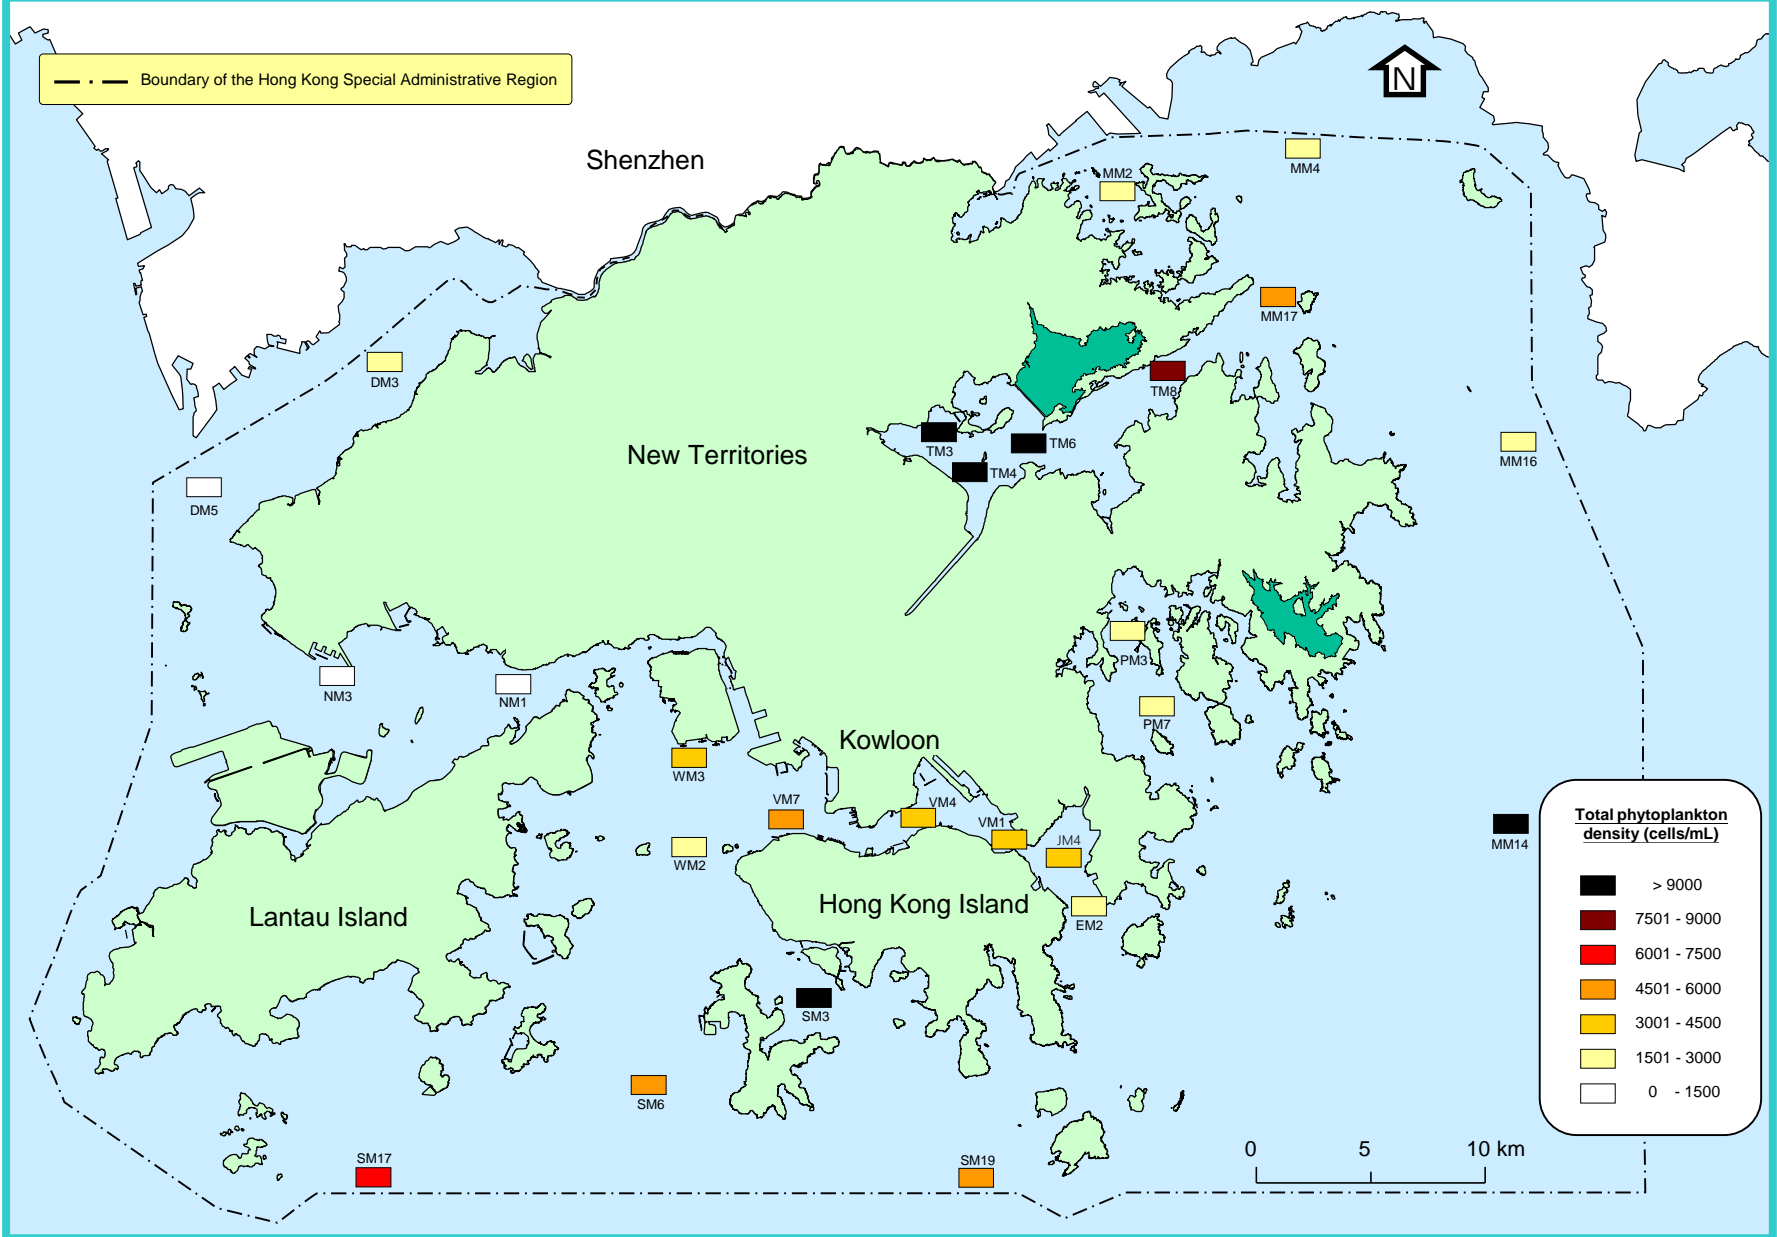 Boundary of the Hong Kong Special Administrative Region
N
Shenzhen
MM2
MM4
MM17
DM3
TM8
TM3
TM6
TM4
New Territories
MM16
DM5
PM3
NM3
NM1
PM7
Kowloon
WM3
VM7
VM4
VM1
JM4
WM2
MM14
Hong Kong Island
Lantau Island
EM2
SM3
SM6
SM17
SM19
Total phytoplankton
density (cells/mL)
> 9000
7501 - 9000
6001 - 7500
4501 - 6000
3001 - 4500
1501 - 3000
0 - 1500
0 5 10 km